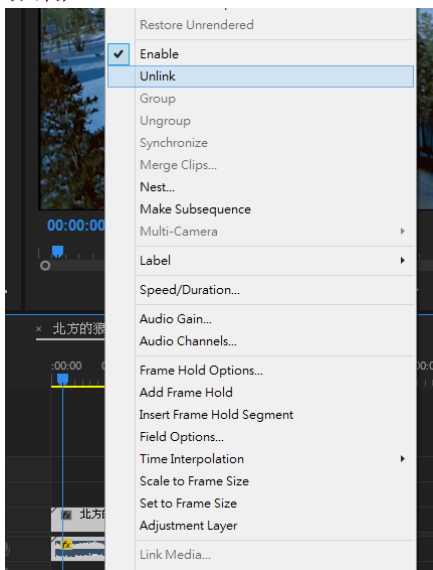 Restore Unrendered
Enable
Unlink
Group
Ungroup
Synchronize
Merge Clips...
Nest...
Make Subsequence
00:00:00
Multi-Camera
Label
Speed/Duration...
Audio Gain...
× 北方的狼
Audio Channels...
:00:00
Frame Hold Options...
Add Frame Hold
Insert Frame Hold Segment
Field Options...
Time Interpolation
Scale to Frame Size
Set to Frame Size
fx 北方
Adjustment Layer
fx
Link Media...